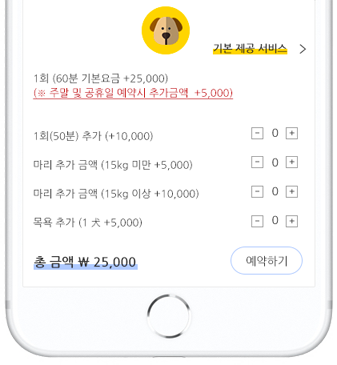 기본 제공 서비스 >
1회 (60분 기본요금 +25,000)
(※ 주말 및 공휴일 예약시 추가금액 +5,000)
1회(50분) 추가 (+10,000) - 0 +
마리 추가 금액 (15kg 미만 +5,000) - 0 +
마리 추가 금액 (15kg 이상 +10,000) - 0 +
목욕 추가 (1 犬 +5,000) - 0 +
총 금액 ₩ 25,000 예약하기